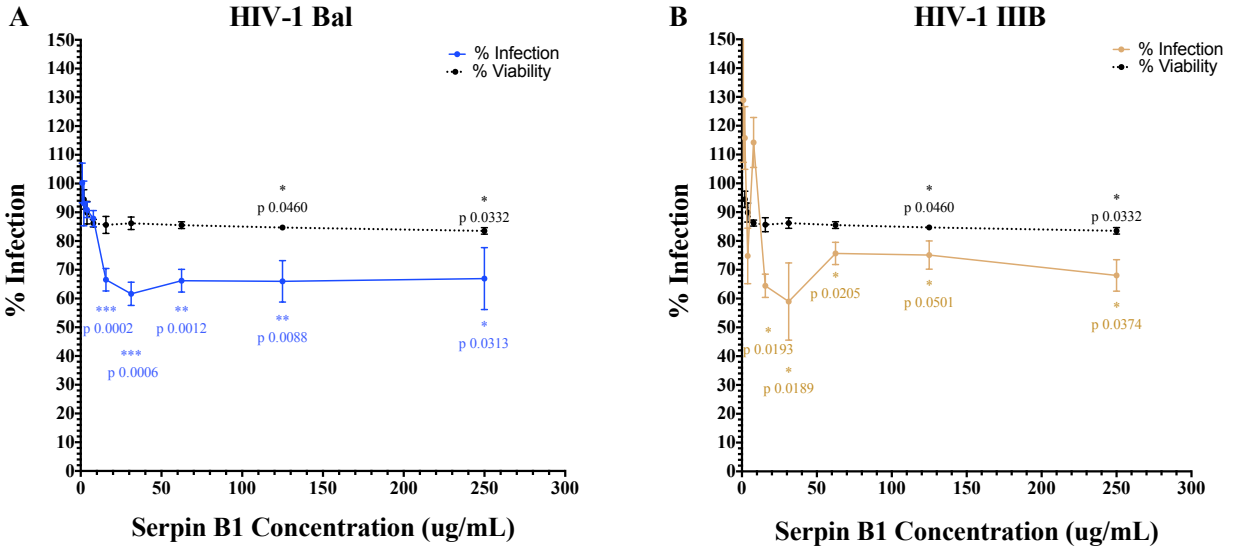 A
HIV-1 Bal
% Infection
% Viability
150
140
130
120
110
100
90
80
70
60
50
40
30
20
10
0
% Infection
*
p 0.0460
*
p 0.0332
***
p 0.0002
***
p 0.0006
**
p 0.0012
**
p 0.0088
*
p 0.0313
0 50 100 150 200 250 300
Serpin B1 Concentration (ug/mL)
B
HIV-1 IIIB
% Infection
% Viability
150
140
130
120
110
100
90
80
70
60
50
40
30
20
10
0
% Infection
*
p 0.0460
*
p 0.0332
*
p 0.0193
*
p 0.0189
*
p 0.0205
*
p 0.0501
*
p 0.0374
0 50 100 150 200 250 300
Serpin B1 Concentration (ug/mL)